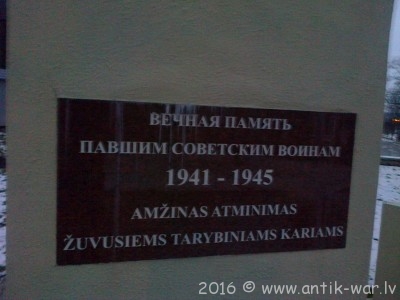 ВЕЧНАЯ ПАМЯТЬ
ПАВШИМ СОВЕТСКИМ ВОИНАМ
1941 - 1945
AMŽINAS ATMINIMAS
ŽUVUSIEMS TARYBINIAMS KARIAMS
2016 © www.antik-war.lv